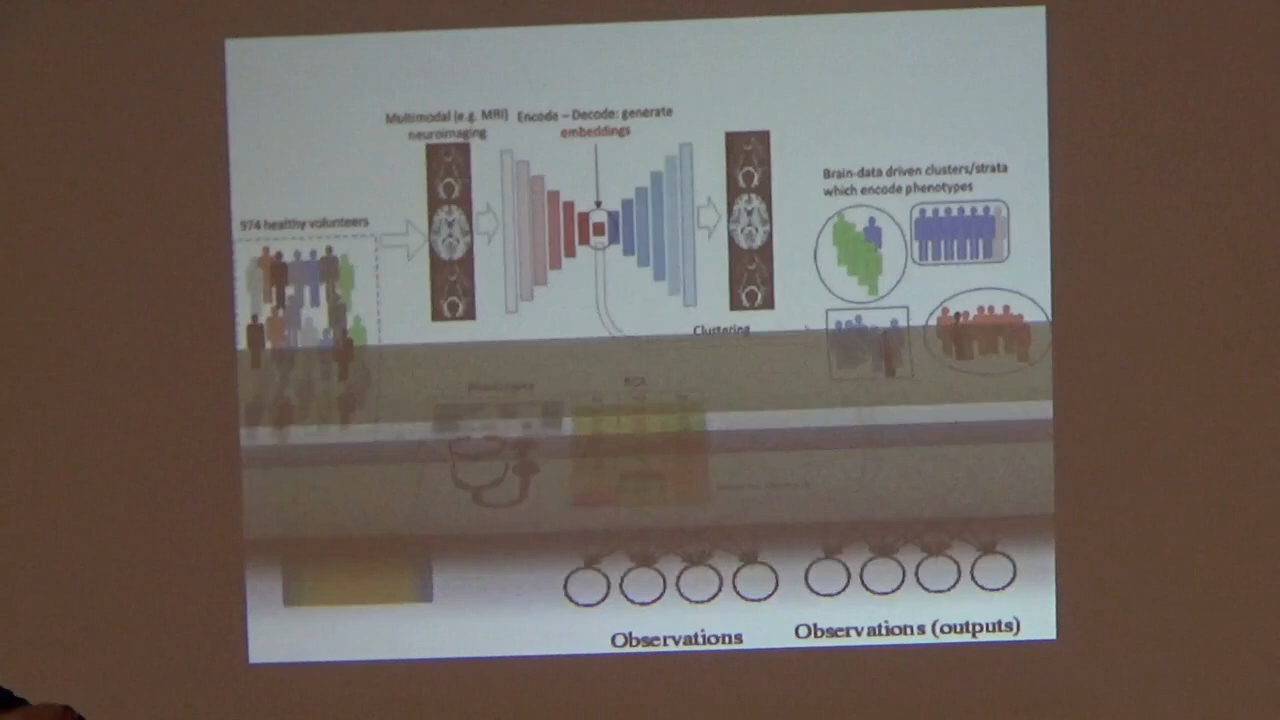 Multimodal (e.g. MRI)
neuroimaging
Encode – Decode: generate
embeddings
Brain-data driven clusters/strata
which encode phenotypes
974 healthy volunteers
Clustering
Observations
Observations (outputs)